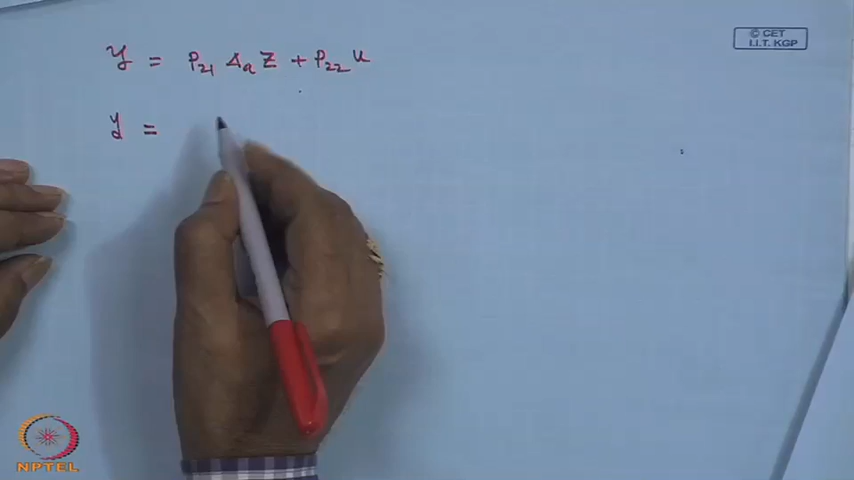 y = P₂₁ Δₐ Z + P₂₂ u
© CET
I.I.T. KGP
y =
NPTEL